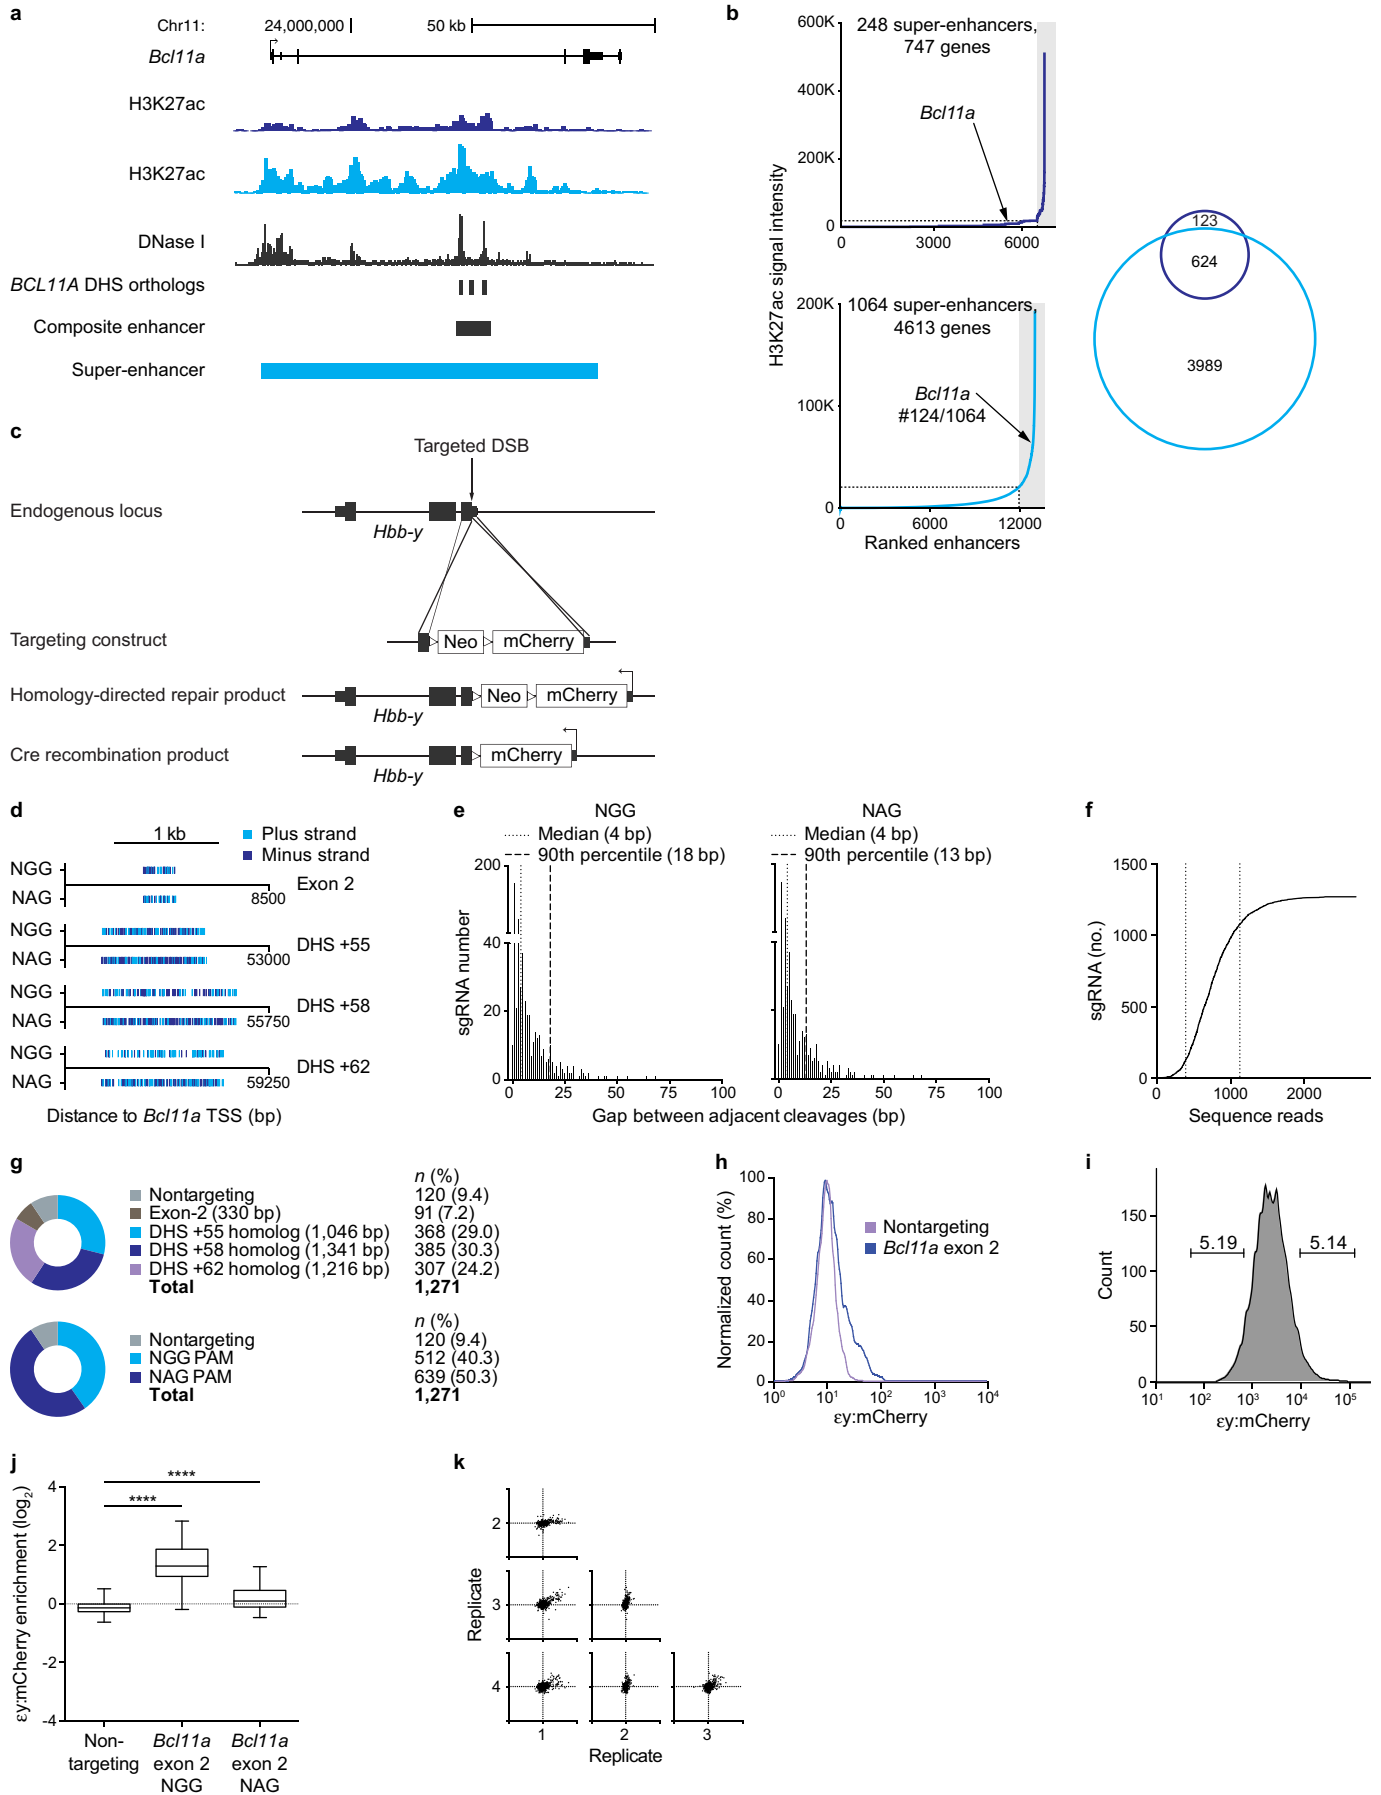 a
Chr11: 24,000,000 50 kb
Bcl11a
H3K27ac
H3K27ac
DNase I
BCL11A DHS orthologs
Composite enhancer
Super-enhancer
b
H3K27ac signal intensity
600K
400K
200K
0
248 super-enhancers,
747 genes
Bcl11a
0 3000 6000
200K
100K
0
1064 super-enhancers,
4613 genes
Bcl11a
#124/1064
0 6000 12000
Ranked enhancers
123
624
3989
c
Targeted DSB
Endogenous locus
Hbb-y
Targeting construct
Neo mCherry
Homology-directed repair product
Neo mCherry
Hbb-y
Cre recombination product
mCherry
Hbb-y
d
1 kb
Plus strand
Minus strand
NGG
NAG
Exon 2
8500
NGG
NAG
DHS +55
53000
NGG
NAG
DHS +58
55750
NGG
NAG
DHS +62
59250
Distance to Bcl11a TSS (bp)
e
NGG
Median (4 bp)
90th percentile (18 bp)
NAG
Median (4 bp)
90th percentile (13 bp)
sgRNA number
200
40
20
0
0 25 50 75 100
0 25 50 75 100
Gap between adjacent cleavages (bp)
f
sgRNA (no.)
1500
1000
500
0
0 1000 2000
Sequence reads
g
n (%)
Nontargeting 120 (9.4)
Exon-2 (330 bp) 91 (7.2)
DHS +55 homolog (1,046 bp) 368 (29.0)
DHS +58 homolog (1,341 bp) 385 (30.3)
DHS +62 homolog (1,216 bp) 307 (24.2)
Total 1,271
n (%)
Nontargeting 120 (9.4)
NGG PAM 512 (40.3)
NAG PAM 639 (50.3)
Total 1,271
h
Normalized count (%)
100
80
60
40
20
0
Nontargeting
Bcl11a exon 2
10⁰ 10¹ 10² 10³ 10⁴
εy:mCherry
i
Count
150
100
50
0
5.19 5.14
10¹ 10² 10³ 10⁴ 10⁵
εy:mCherry
j
εy:mCherry enrichment (log₂)
4
2
0
-2
-4
****
****
Non-
targeting
Bcl11a
exon 2
NGG
Bcl11a
exon 2
NAG
k
Replicate
2
3
4
1 2 3
Replicate